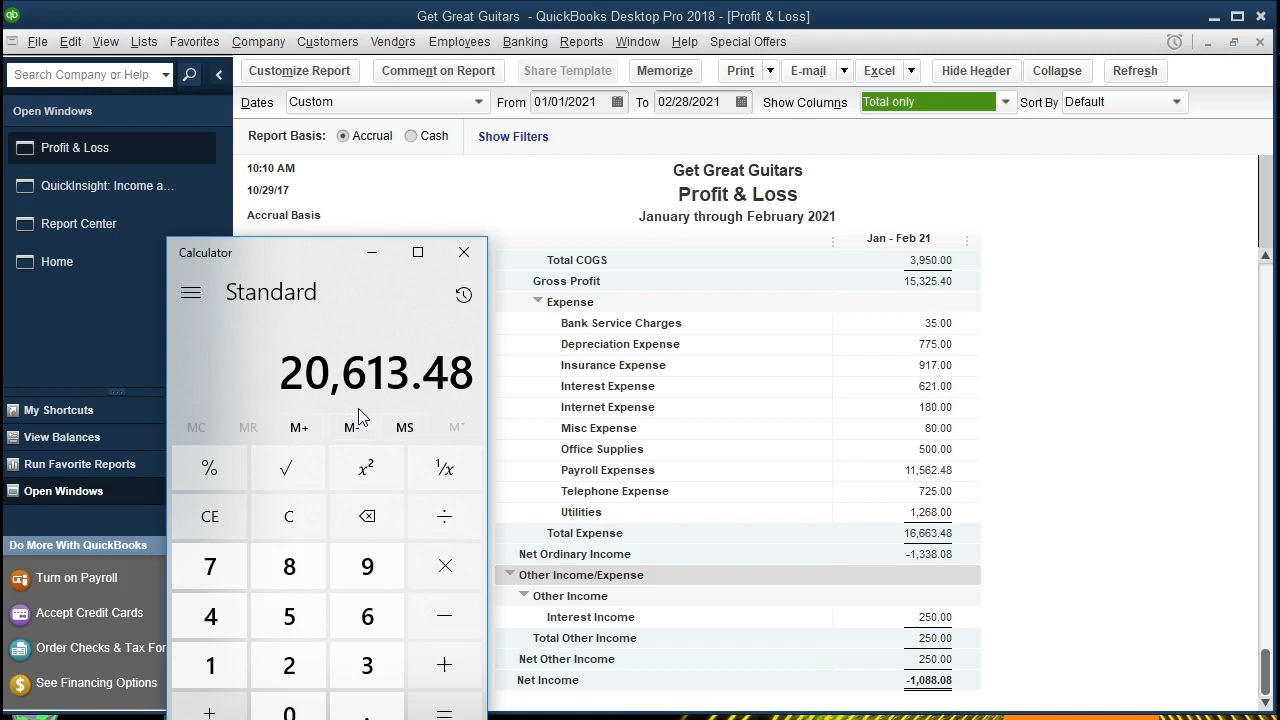 Get Great Guitars - QuickBooks Desktop Pro 2018 - [Profit & Loss]
File Edit View Lists Favorites Company Customers Vendors Employees Banking Reports Window Help Special Offers
Search Company or Help
Customize Report Comment on Report Share Template Memorize Print E-mail Excel Hide Header Collapse Refresh
Open Windows
Dates Custom From 01/01/2021 To 02/28/2021 Show Columns Total only Sort By Default
Profit & Loss
QuickInsight: Income a...
Report Center
Home
Report Basis: Accrual Cash Show Filters
10:10 AM
10/29/17
Accrual Basis
Get Great Guitars
Profit & Loss
January through February 2021
Jan - Feb 21
Total COGS 3,950.00
Gross Profit 15,325.40
Expense
Bank Service Charges 35.00
Depreciation Expense 775.00
Insurance Expense 917.00
Interest Expense 621.00
Internet Expense 180.00
Misc Expense 80.00
Office Supplies 500.00
Payroll Expenses 11,562.48
Telephone Expense 725.00
Utilities 1,268.00
Total Expense 16,663.48
Net Ordinary Income -1,338.08
Other Income/Expense
Other Income
Interest Income 250.00
Total Other Income 250.00
Net Other Income 250.00
Net Income -1,088.08
Calculator
Standard
20,613.48
MC MR M+ M- MS M˅
% √ x² ¹/x
CE C ⌫ ÷
7 8 9 ×
4 5 6 −
1 2 3 +
± 0 . =
My Shortcuts
View Balances
Run Favorite Reports
Open Windows
Do More With QuickBooks
Turn on Payroll
Accept Credit Cards
Order Checks & Tax For
See Financing Options